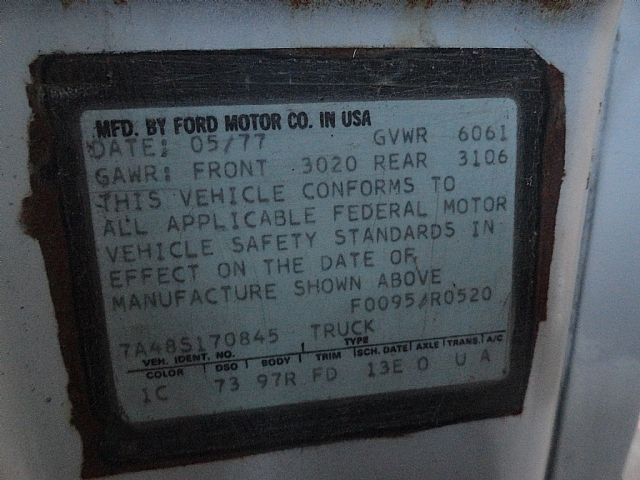 MFD. BY FORD MOTOR CO. IN USA
DATE: 05/77 GVWR 6061
GAWR: FRONT 3020 REAR 3106
THIS VEHICLE CONFORMS TO
ALL APPLICABLE FEDERAL MOTOR
VEHICLE SAFETY STANDARDS IN
EFFECT ON THE DATE OF
MANUFACTURE SHOWN ABOVE
F0095/R0520
7A48S170845 TRUCK
VEH. IDENT. NO. TYPE
COLOR DSO BODY TRIM SCH. DATE AXLE TRANS. A/C
1C 73 97R FD 13E 0 U A